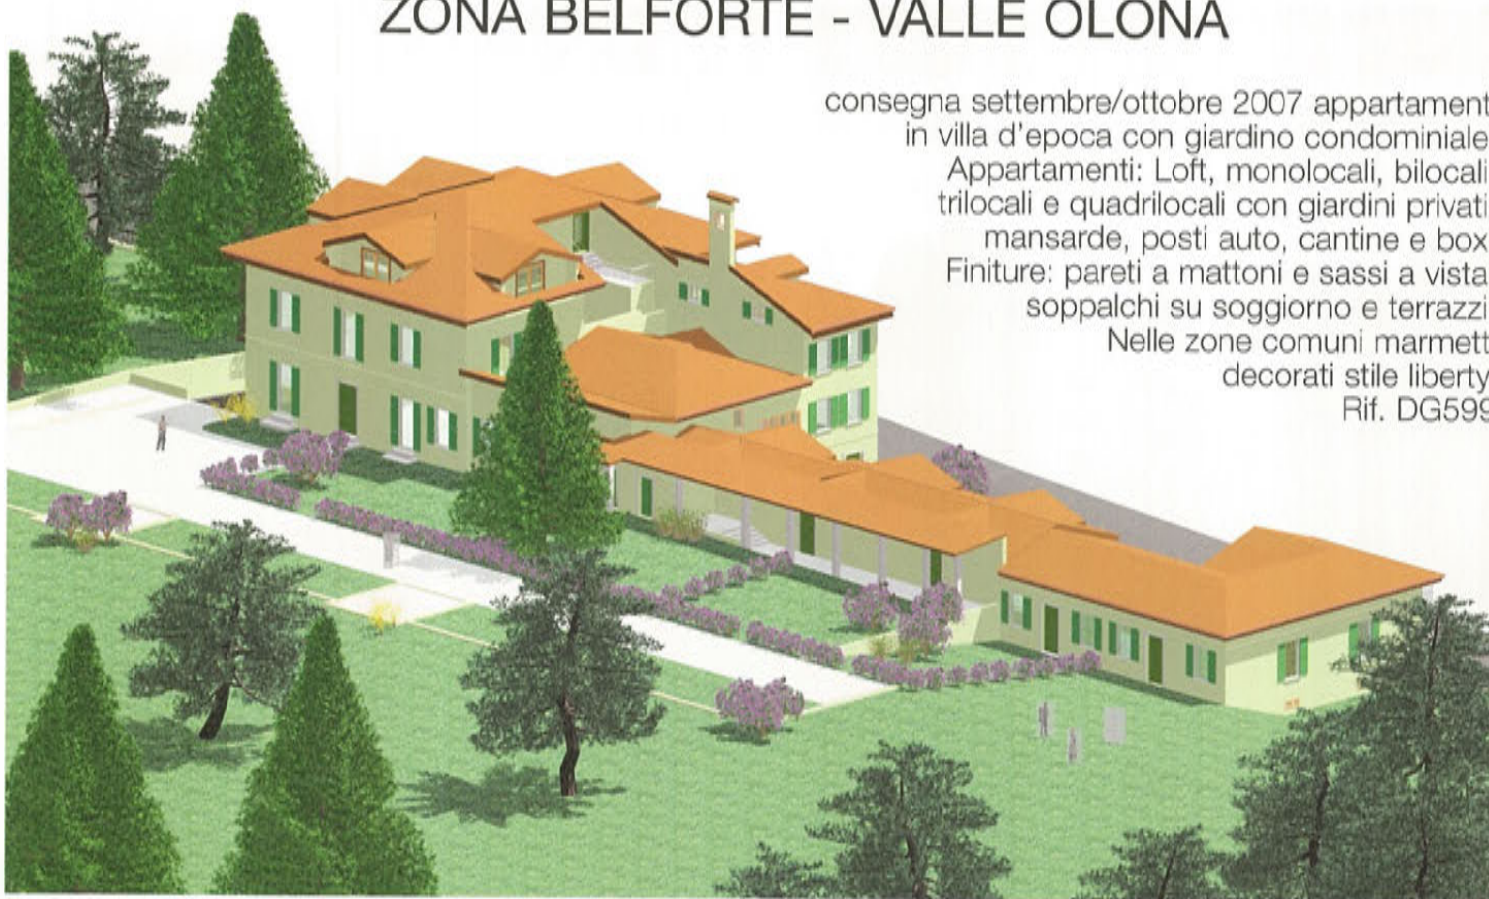 ZONA BELFORTE - VALLE OLONA
consegna settembre/ottobre 2007 appartament
in villa d'epoca con giardino condominiale
Appartamenti: Loft, monolocali, bilocali
trilocali e quadrilocali con giardini privati
mansarde, posti auto, cantine e box
Finiture: pareti a mattoni e sassi a vista
soppalchi su soggiorno e terrazzi
Nelle zone comuni marmett
decorati stile liberty
Rif. DG599